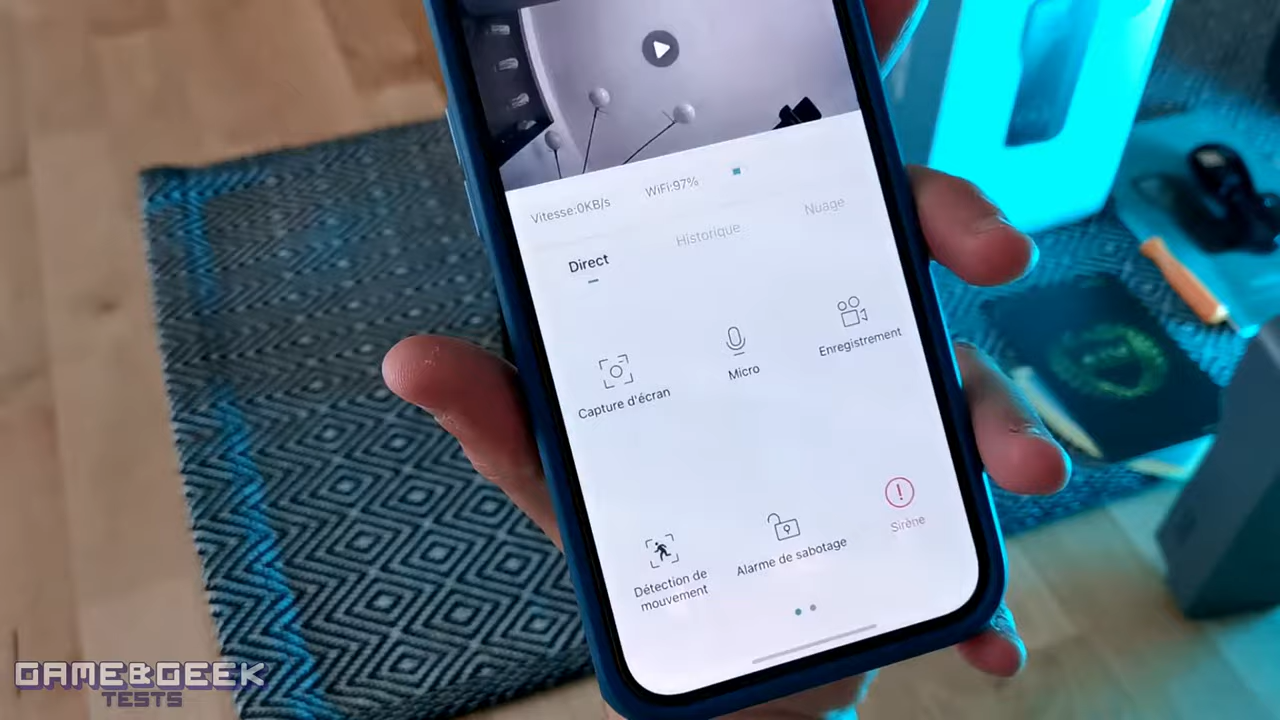 Vitesse:0KB/s
WiFi:97%
Direct
Historique
Nuage
Capture d'écran
Micro
Enregistrement
Détection de
mouvement
Alarme de sabotage
Sirène
GAME&GEEK
TESTS